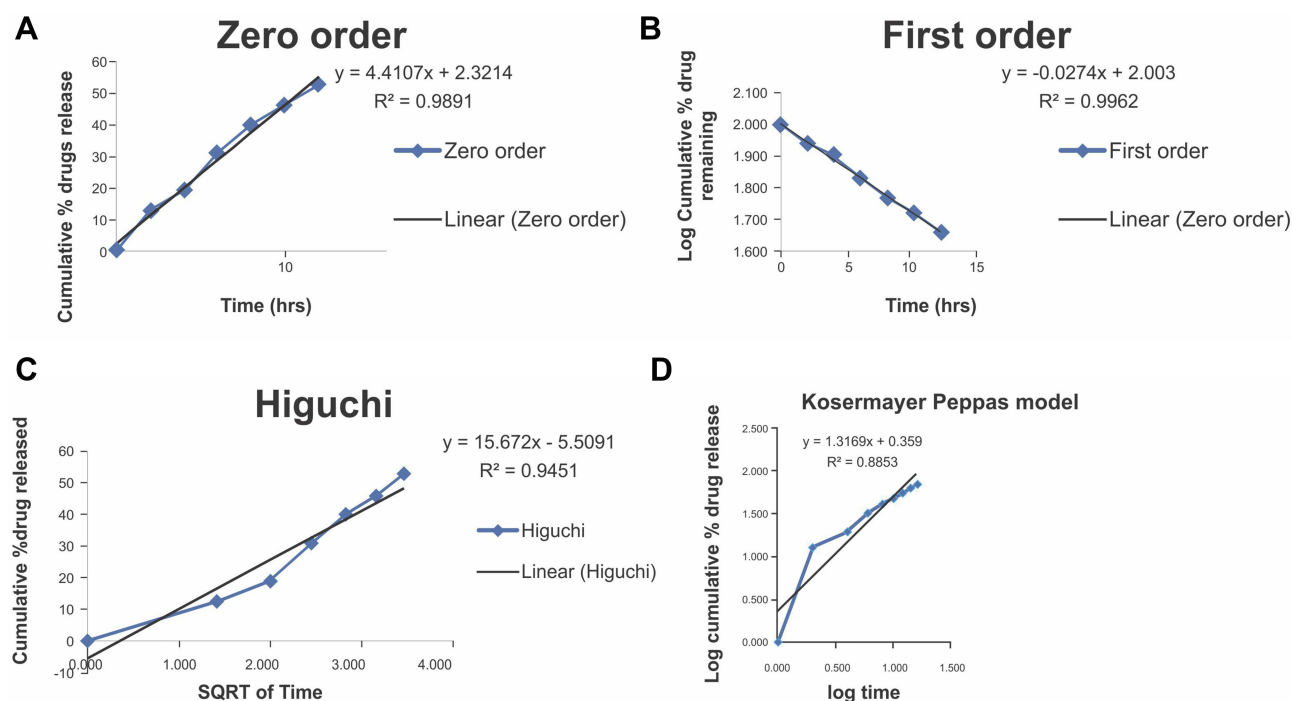 A
Zero order
Cumulative % drugs release
60
50
40
30
20
10
0
10
Time (hrs)
y = 4.4107x + 2.3214
R² = 0.9891
Zero order
Linear (Zero order)
B
First order
Log Cumulative % drug
remaining
2.100
2.000
1.900
1.800
1.700
1.600
0
5
10
15
Time (hrs)
y = -0.0274x + 2.003
R² = 0.9962
First order
Linear (Zero order)
C
Higuchi
Cumulative %drug released
60
50
40
30
20
10
0
-10
0.000
1.000
2.000
3.000
4.000
SQRT of Time
y = 15.672x - 5.5091
R² = 0.9451
Higuchi
Linear (Higuchi)
D
Kosermayer Peppas model
Log cumulative % drug release
2.500
2.000
1.500
1.000
0.500
0.000
0.000
0.500
1.000
1.500
log time
y = 1.3169x + 0.359
R² = 0.8853